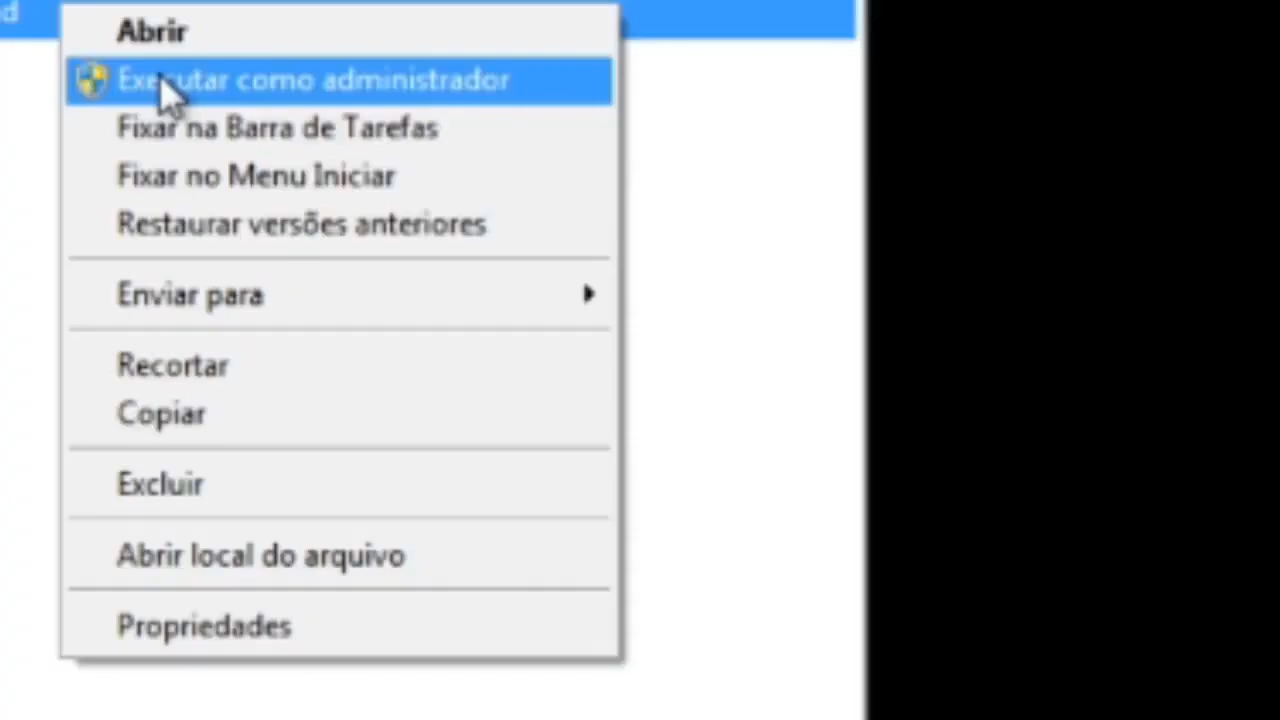 Abrir
Executar como administrador
Fixar na Barra de Tarefas
Fixar no Menu Iniciar
Restaurar versões anteriores
Enviar para
Recortar
Copiar
Excluir
Abrir local do arquivo
Propriedades